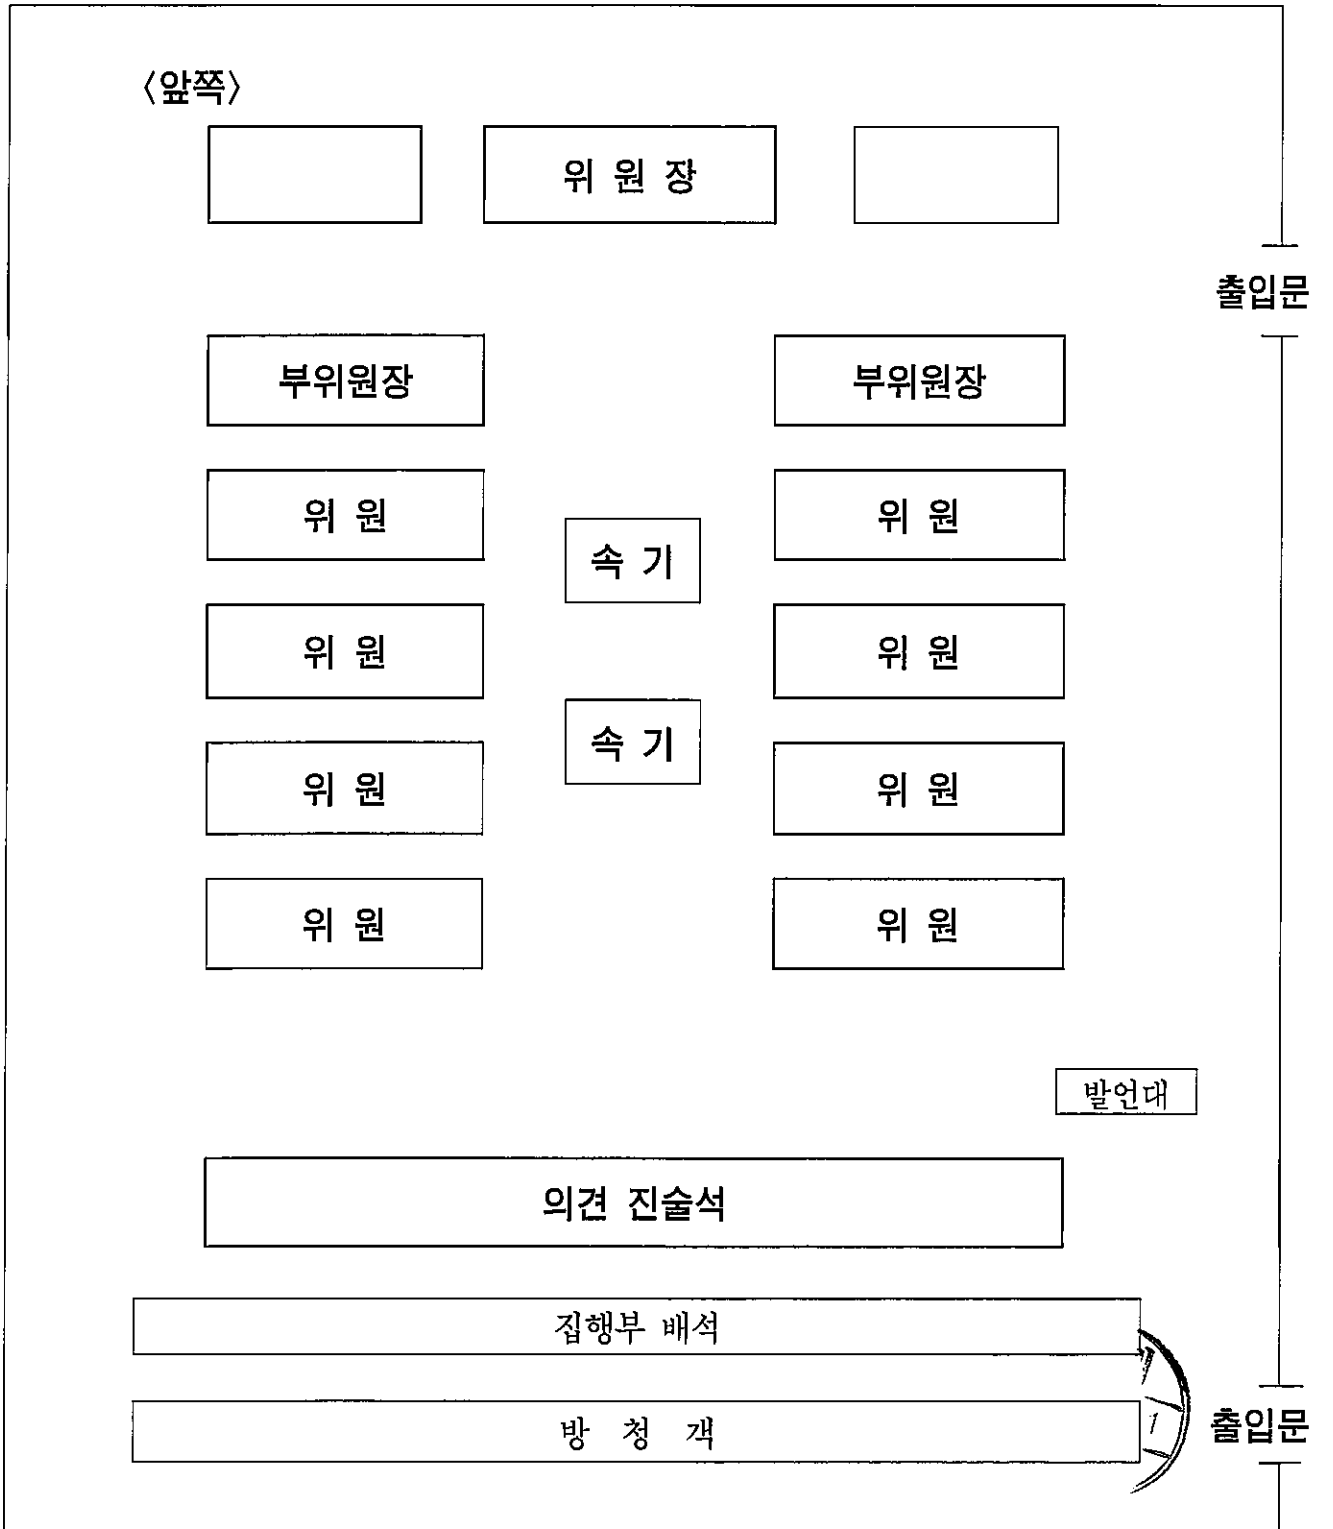 〈앞쪽〉
위 원 장
출입문
부위원장 부위원장
위 원 위 원
속 기
위 원 위 원
속 기
위 원 위 원
위 원 위 원
발언대
의견 진술석
집행부 배석
방 청 객
출입문